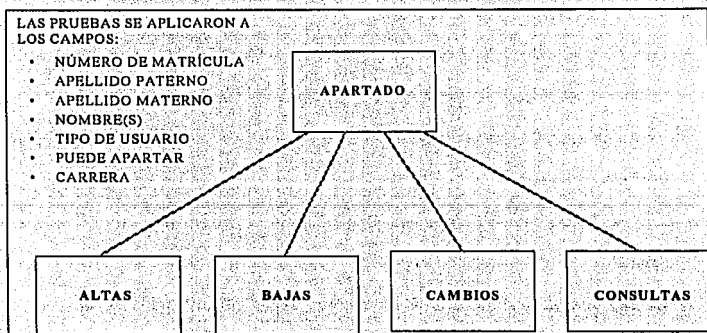 LAS PRUEBAS SE APLICARON A
LOS CAMPOS:
• NÚMERO DE MATRÍCULA
• APELLIDO PATERNO
• APELLIDO MATERNO
• NOMBRE(S)
• TIPO DE USUARIO
• PUEDE APARTAR
• CARRERA
APARTADO
ALTAS
BAJAS
CAMBIOS
CONSULTAS